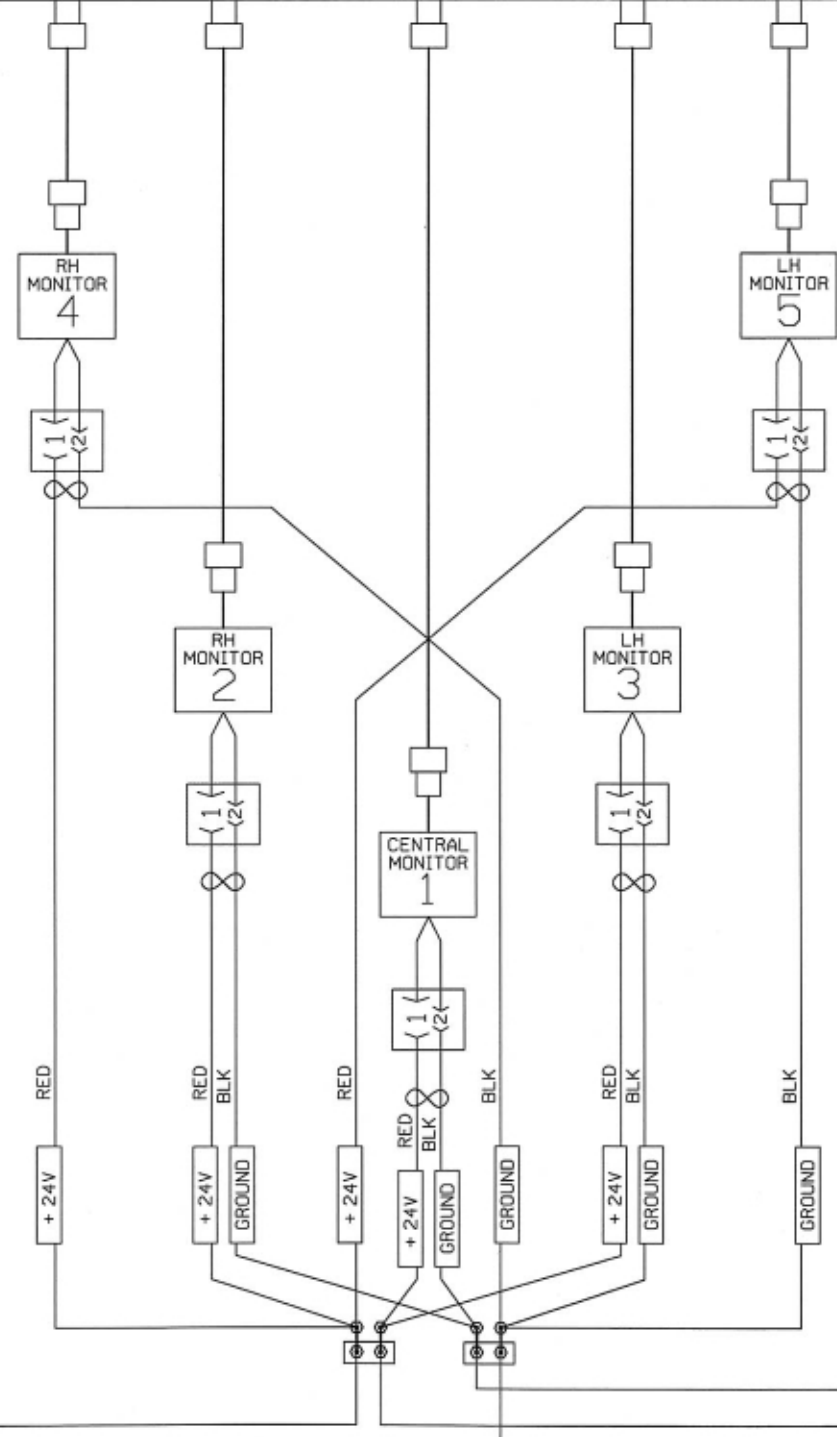 RH
MONITOR
4
LH
MONITOR
5
1
2
1
2
RH
MONITOR
2
LH
MONITOR
3
1
2
1
2
CENTRAL
MONITOR
1
1
2
RED
RED
BLK
RED
RED
BLK
BLK
RED
BLK
BLK
+ 24V
+ 24V
GROUND
+ 24V
+ 24V
GROUND
GROUND
+ 24V
GROUND
GROUND